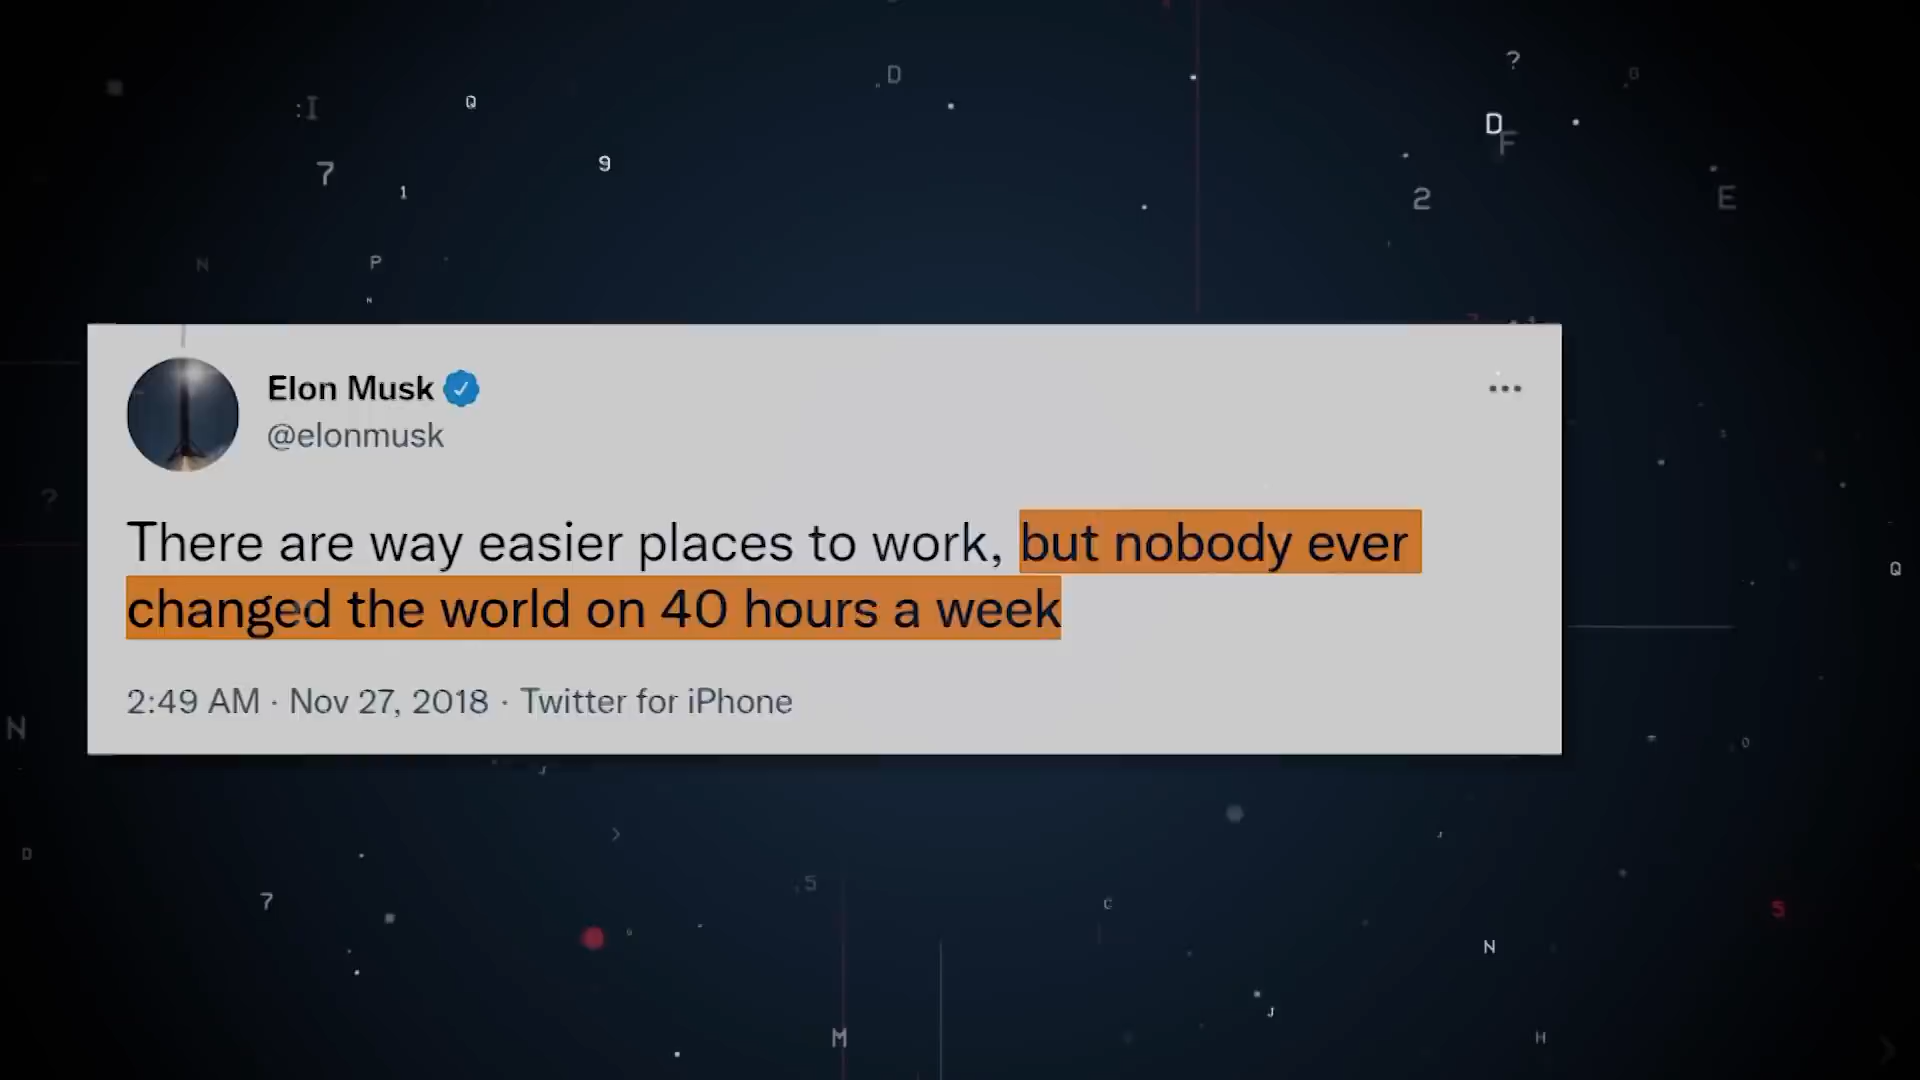 Elon Musk
@elonmusk
There are way easier places to work, but nobody ever
changed the world on 40 hours a week
2:49 AM · Nov 27, 2018 · Twitter for iPhone